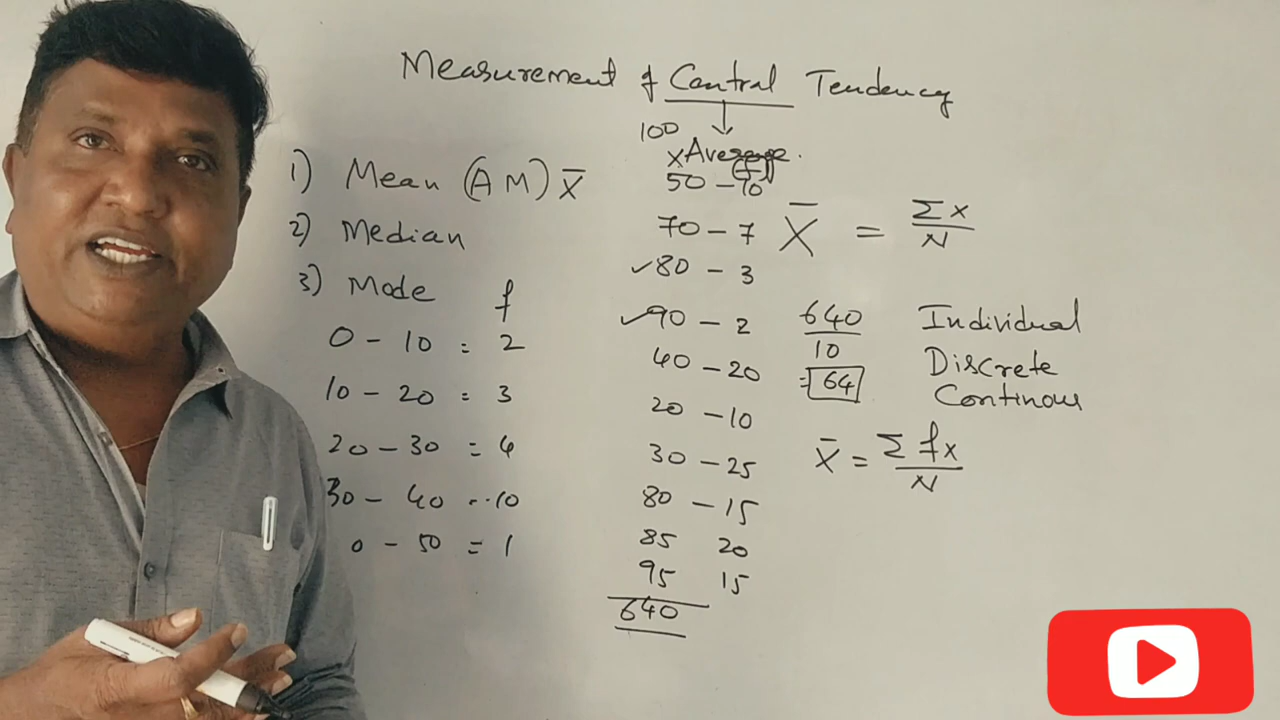 Measurement of Central Tendency
100
x Average. (f)
1) Mean (A M) X̄
50 – 10
2) Median
70 – 7
X̄ = Σx / N
3) Mode
✓80 – 3
f
✓90 – 2
640 / 10
Individual
0 – 10 = 2
40 – 20
= 64
Discrete
10 – 20 = 3
20 – 10
Continous
20 – 30 = 4
30 – 25
X̄ = Σfx / N
30 – 40 -- 10
80 – 15
0 – 50 = 1
85 20
95 15
640